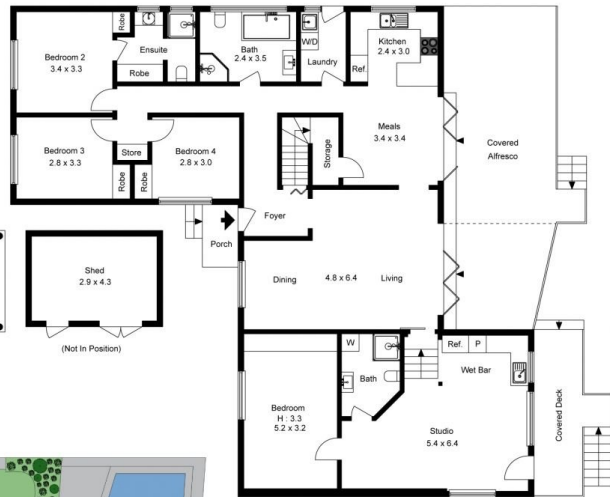 Robe
Bedroom 2
3.4 x 3.3
Ensuite
Robe
Bath
2.4 x 3.5
W/D
Laundry
Kitchen
2.4 x 3.0
Ref.
Meals
3.4 x 3.4
Covered
Alfresco
Bedroom 3
2.8 x 3.3
Store
Bedroom 4
2.8 x 3.0
Robe
Robe
Storage
Foyer
Porch
Shed
2.9 x 4.3
(Not In Position)
Dining
4.8 x 6.4
Living
Bedroom
H : 3.3
5.2 x 3.2
W
Bath
Ref.
P
Wet Bar
Studio
5.4 x 6.4
Covered Deck